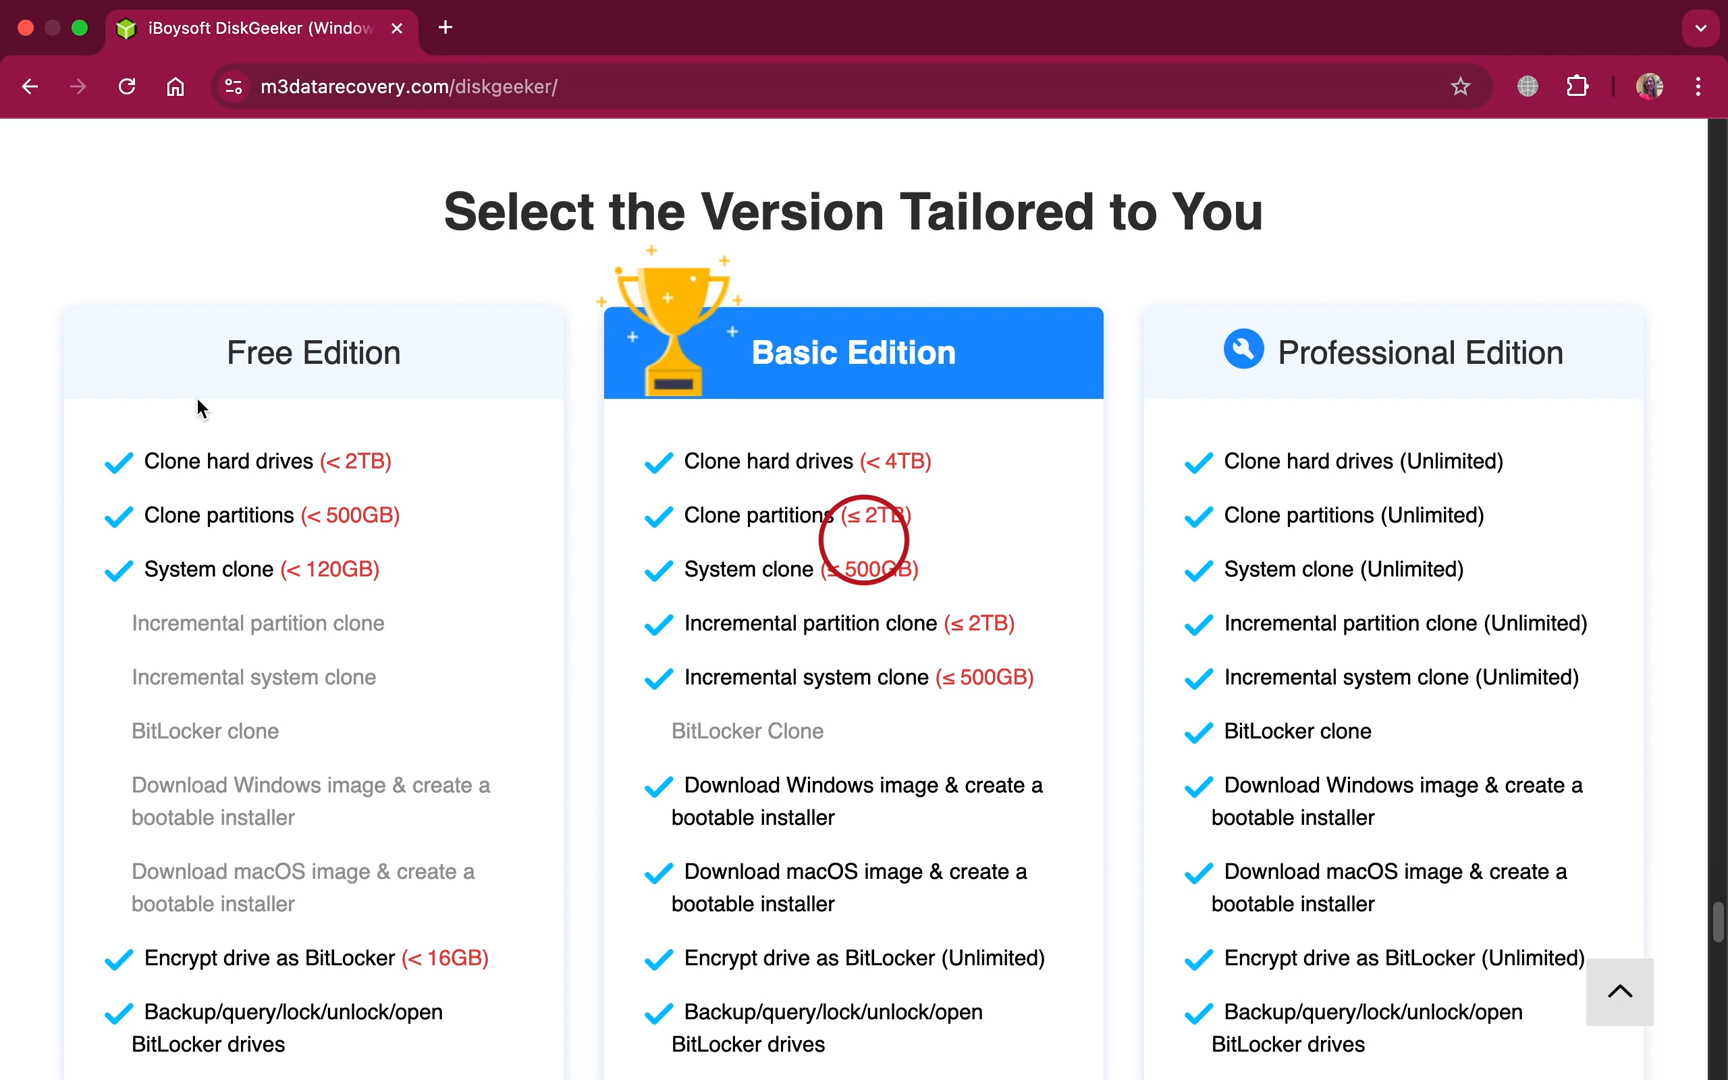 iBoysoft DiskGeeker (Window
m3datarecovery.com/diskgeeker/
Select the Version Tailored to You
Free Edition
Clone hard drives (< 2TB)
Clone partitions (< 500GB)
System clone (< 120GB)
Incremental partition clone
Incremental system clone
BitLocker clone
Download Windows image & create a
bootable installer
Download macOS image & create a
bootable installer
Encrypt drive as BitLocker (< 16GB)
Backup/query/lock/unlock/open
BitLocker drives
Basic Edition
Clone hard drives (< 4TB)
Clone partitions (≤ 2TB)
System clone (≤ 500GB)
Incremental partition clone (≤ 2TB)
Incremental system clone (≤ 500GB)
BitLocker Clone
Download Windows image & create a
bootable installer
Download macOS image & create a
bootable installer
Encrypt drive as BitLocker (Unlimited)
Backup/query/lock/unlock/open
BitLocker drives
Professional Edition
Clone hard drives (Unlimited)
Clone partitions (Unlimited)
System clone (Unlimited)
Incremental partition clone (Unlimited)
Incremental system clone (Unlimited)
BitLocker clone
Download Windows image & create a
bootable installer
Download macOS image & create a
bootable installer
Encrypt drive as BitLocker (Unlimited)
Backup/query/lock/unlock/open
BitLocker drives